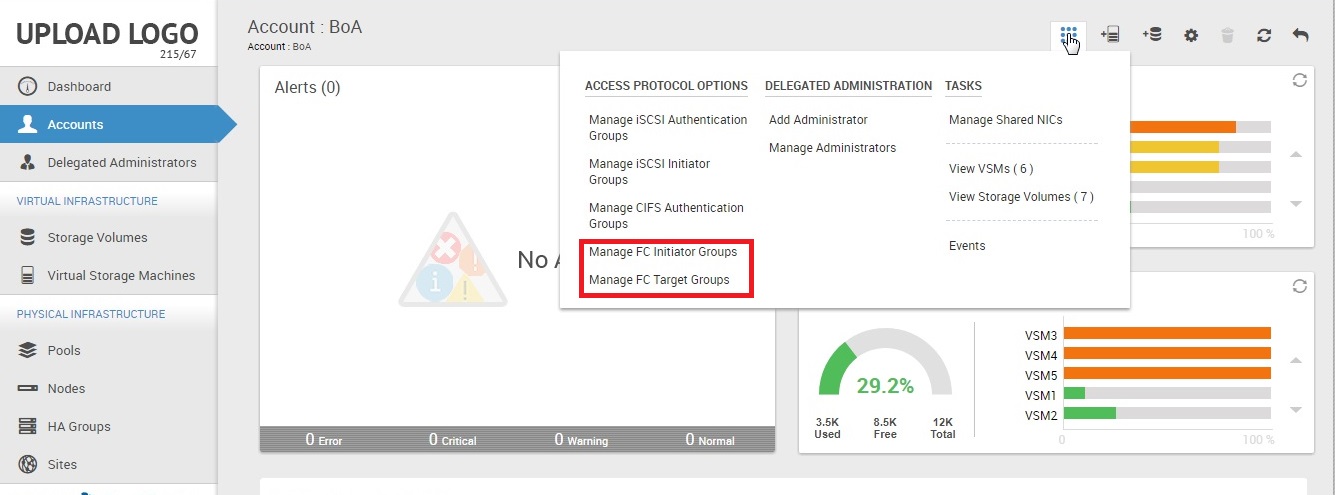 UPLOAD LOGO
215/67
Dashboard
Accounts
Delegated Administrators
VIRTUAL INFRASTRUCTURE
Storage Volumes
Virtual Storage Machines
PHYSICAL INFRASTRUCTURE
Pools
Nodes
HA Groups
Sites
Account : BoA
Account : BoA
ACCESS PROTOCOL OPTIONS
Manage iSCSI Authentication
Groups
Manage iSCSI Initiator
Groups
Manage CIFS Authentication
Groups
Manage FC Initiator Groups
Manage FC Target Groups
DELEGATED ADMINISTRATION
Add Administrator
Manage Administrators
TASKS
Manage Shared NICs
View VSMs ( 6 )
View Storage Volumes ( 7 )
Events
Alerts (0)
No
0 Error
0 Critical
0 Warning
0 Normal
100 %
29.2%
3.5K
Used
8.5K
Free
12K
Total
VSM3
VSM4
VSM5
VSM1
VSM2
0
100 %